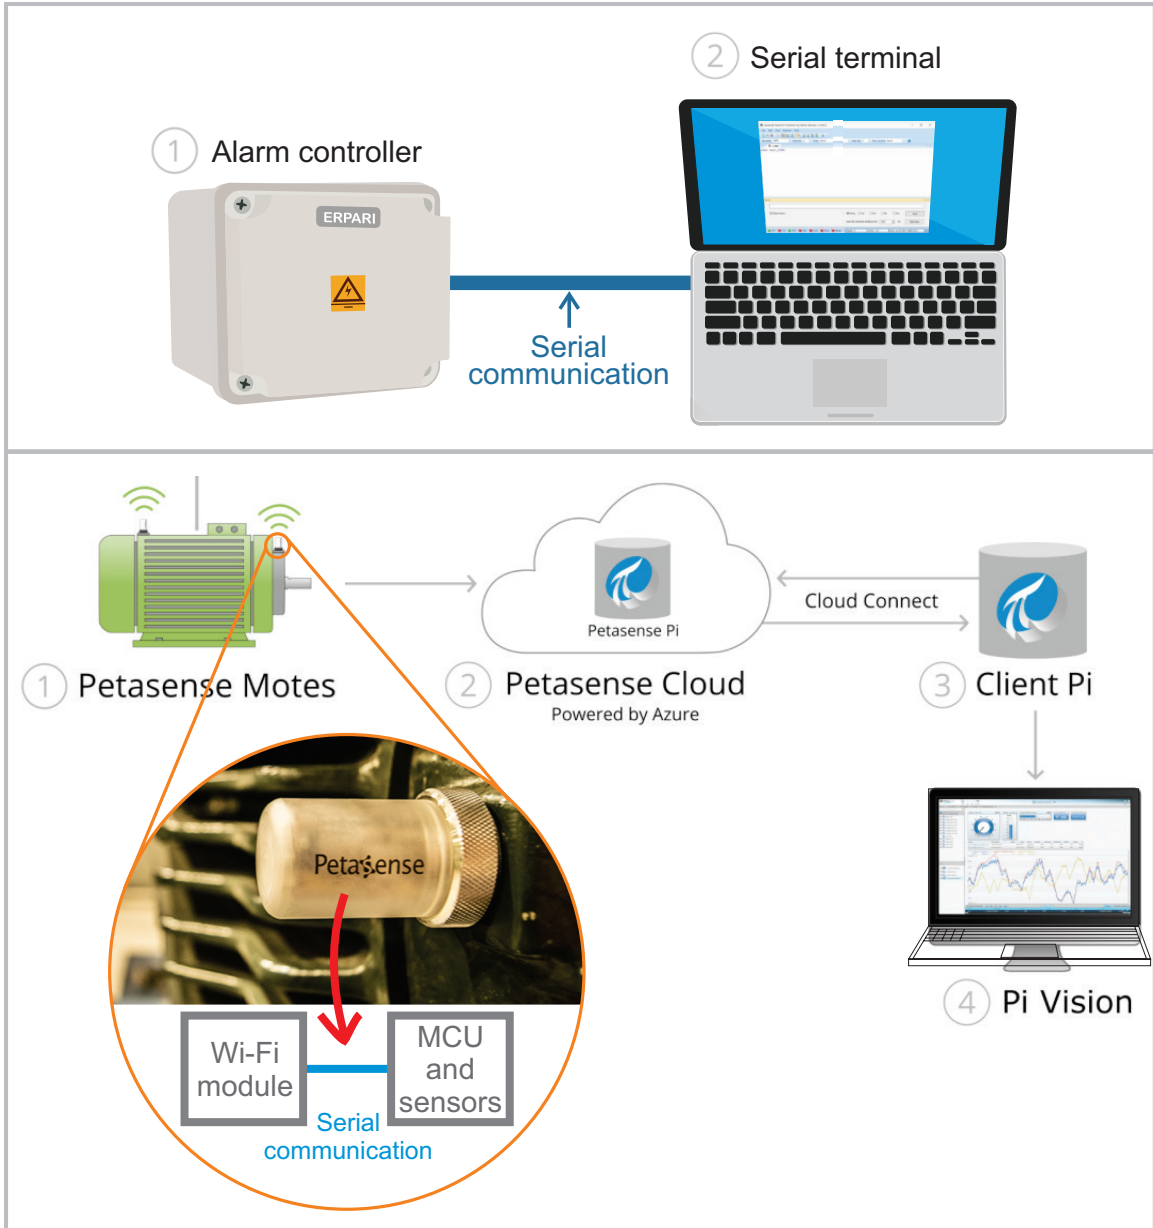 2 Serial terminal
1 Alarm controller
ERPARI
Serial
communication
Petasense Pi
Cloud Connect
1 Petasense Motes
2 Petasense Cloud
Powered by Azure
3 Client Pi
Petasense
Wi-Fi
module
MCU
and
sensors
Serial
communication
4 Pi Vision